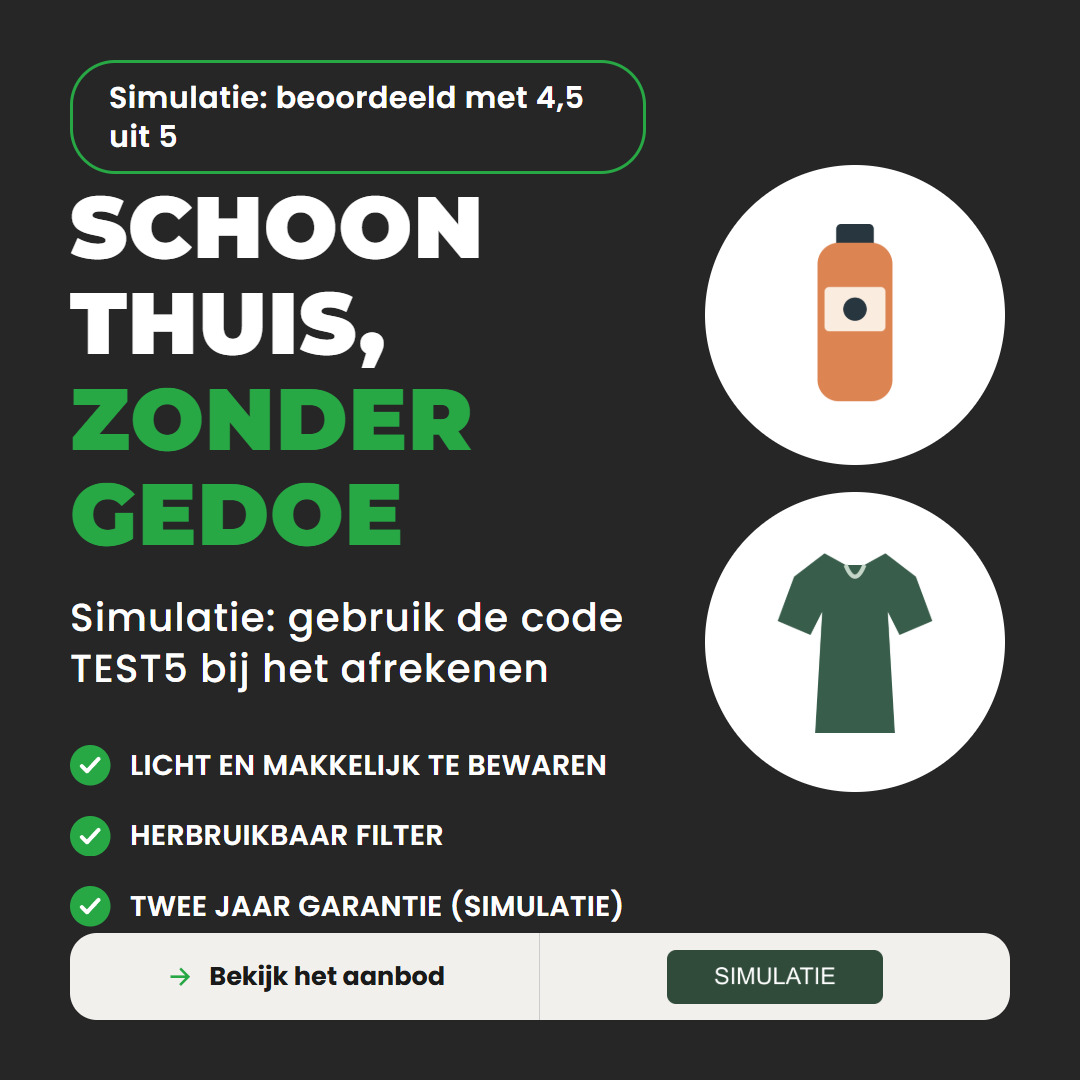 Simulatie: beoordeeld met 4,5
uit 5
SCHOON
THUIS,
ZONDER
GEDOE
Simulatie: gebruik de code
TEST5 bij het afrekenen
LICHT EN MAKKELIJK TE BEWAREN
HERBRUIKBAAR FILTER
TWEE JAAR GARANTIE (SIMULATIE)
Bekijk het aanbod
SIMULATIE